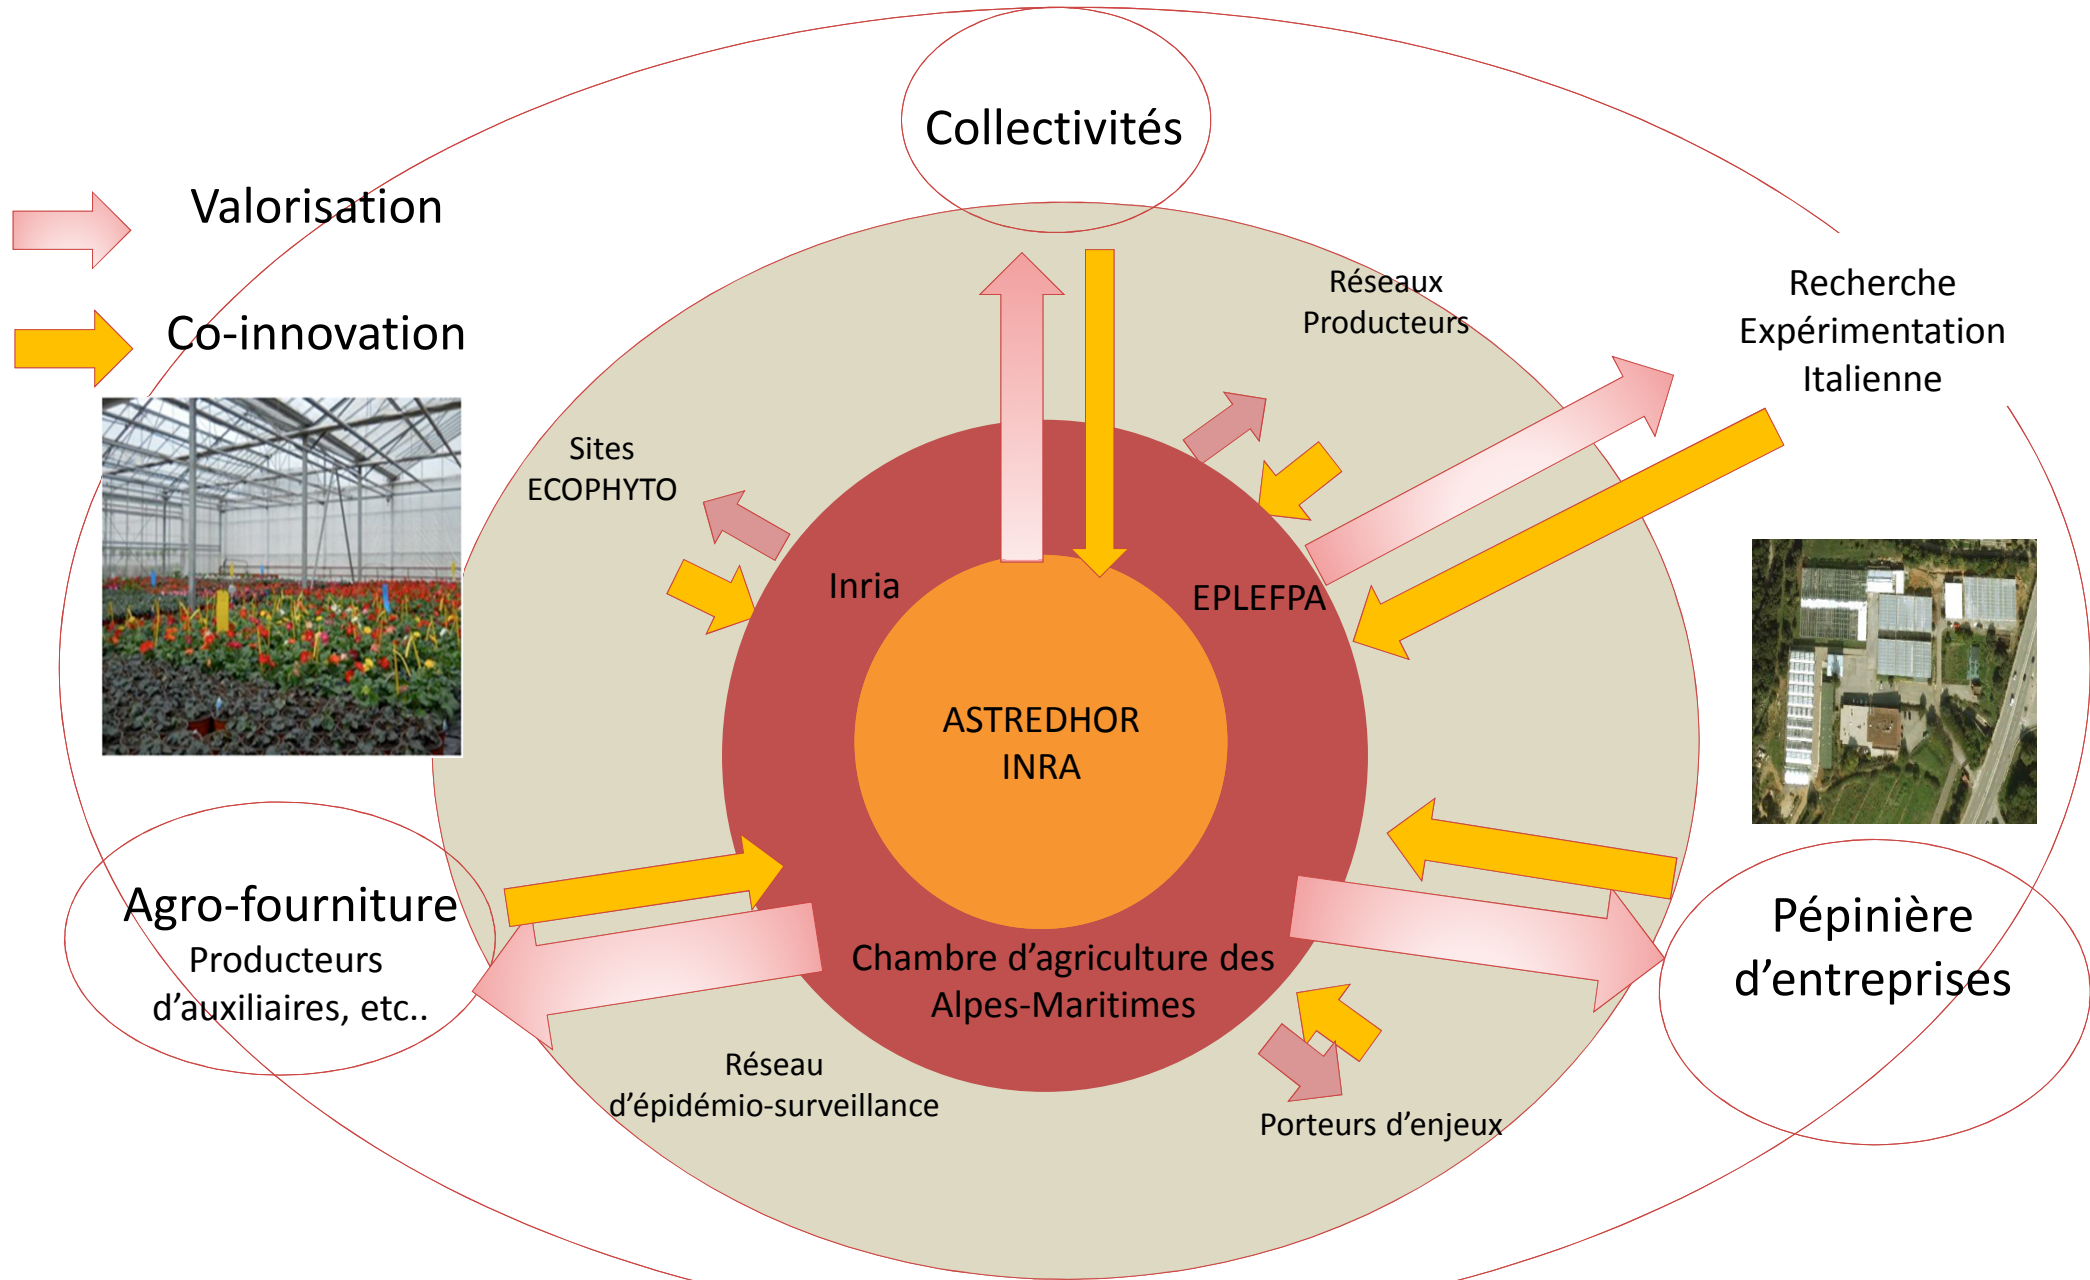 Collectivités
Valorisation
Co-innovation
Réseaux
Producteurs
Recherche
Expérimentation
Italienne
Sites
ECOPHYTO
Inria
EPLEFPA
ASTREDHOR
INRA
Agro-fourniture
Producteurs
d'auxiliaires, etc..
Chambre d'agriculture des
Alpes-Maritimes
Pépinière
d'entreprises
Réseau
d'épidémio-surveillance
Porteurs d'enjeux